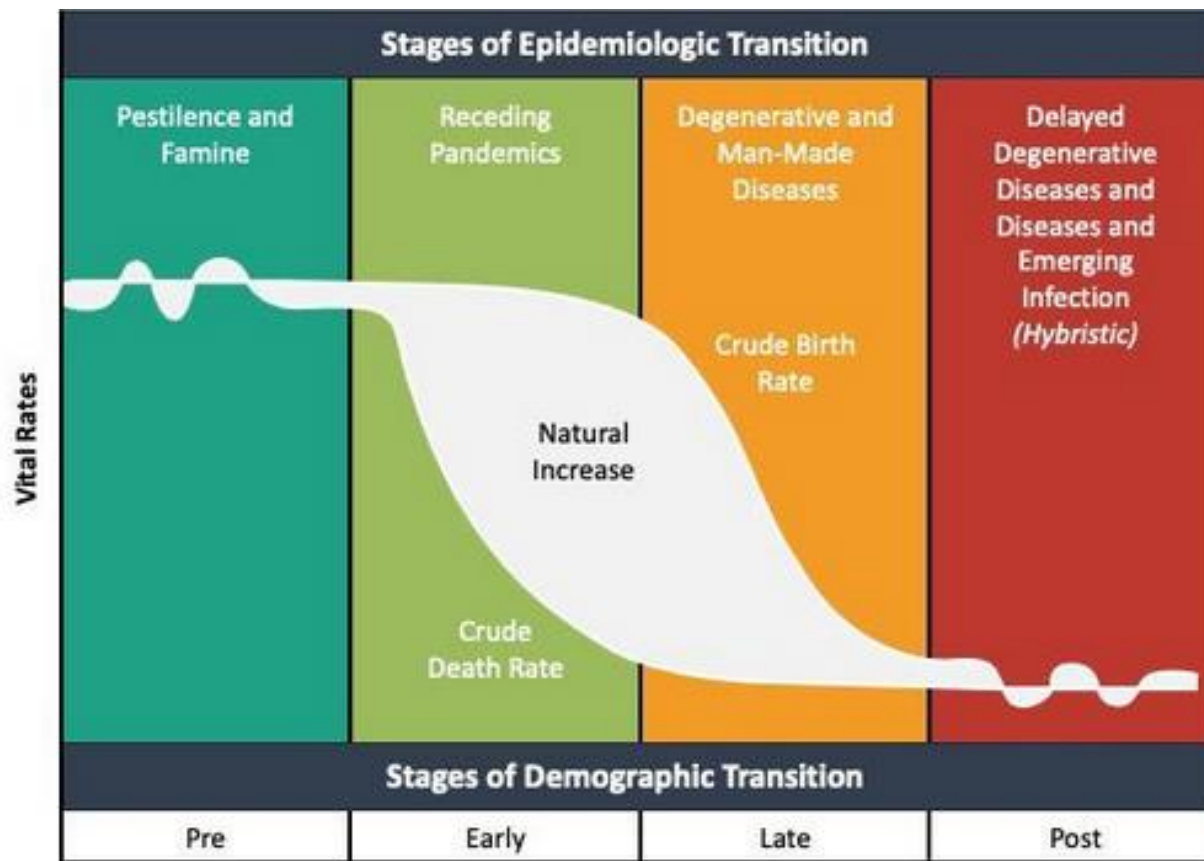 Stages of Epidemiologic Transition
Pestilence and
Famine
Receding
Pandemics
Degenerative and
Man-Made
Diseases
Delayed
Degenerative
Diseases and
Diseases and
Emerging
Infection
(Hybristic)
Vital Rates
Crude Birth
Rate
Natural
Increase
Crude
Death Rate
Stages of Demographic Transition
Pre
Early
Late
Post